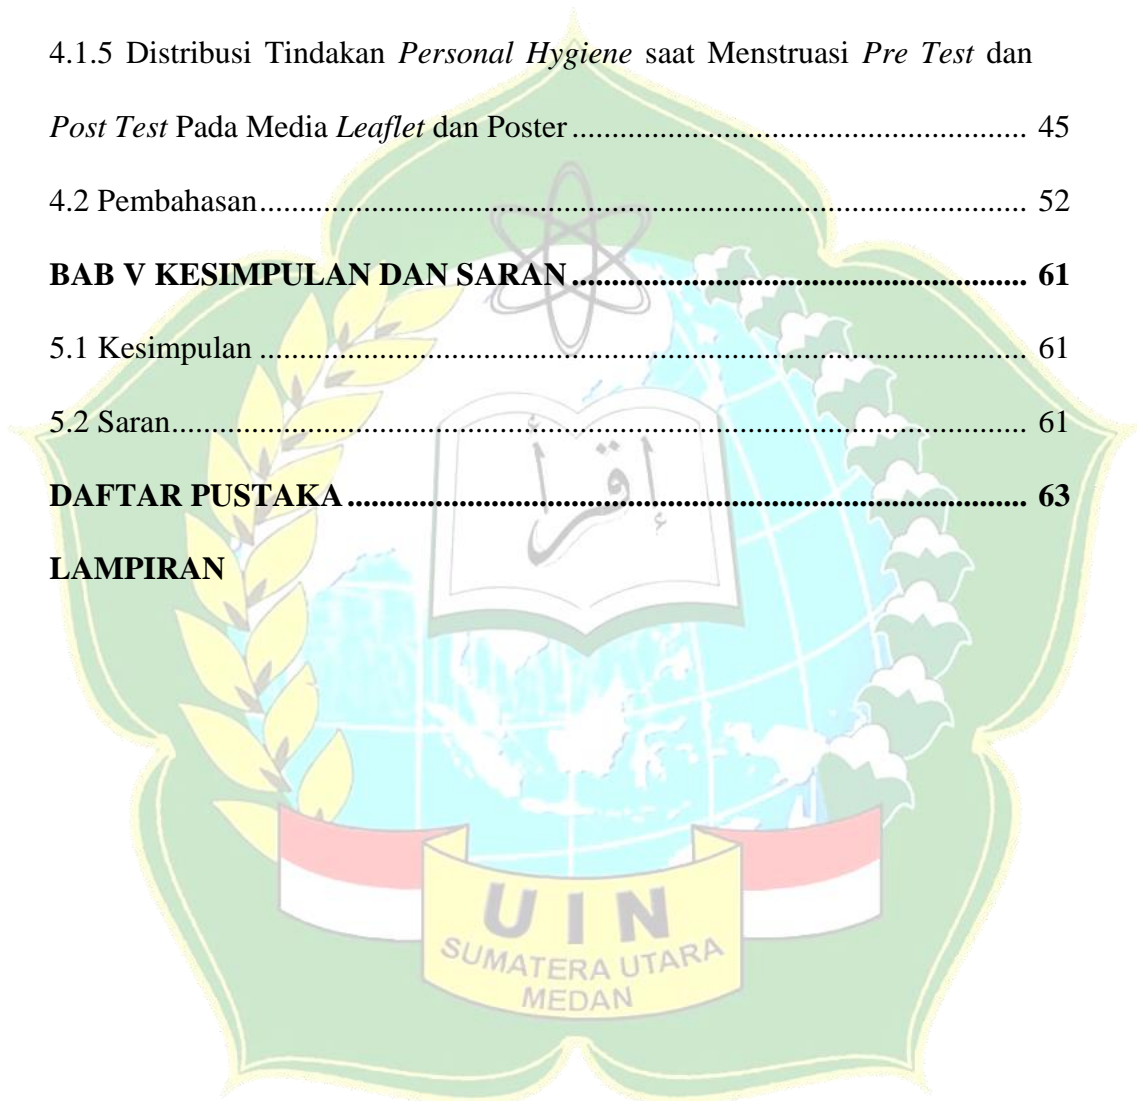 4.1.5 Distribusi Tindakan Personal Hygiene saat Menstruasi Pre Test dan
Post Test Pada Media Leaflet dan Poster......................................................... 45
4.2 Pembahasan................................................................................................ 52
BAB V KESIMPULAN DAN SARAN......................................................... 61
5.1 Kesimpulan ................................................................................................ 61
5.2 Saran........................................................................................................... 61
DAFTAR PUSTAKA..................................................................................... 63
LAMPIRAN
إقرأ
UIN
SUMATERA UTARA
MEDAN